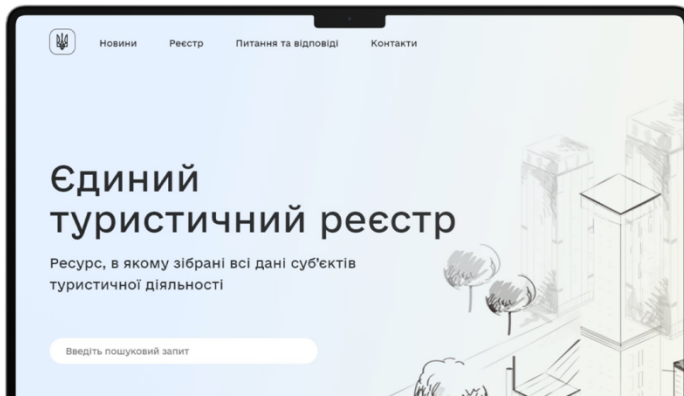 Новини Реєстр Питання та відповіді Контакти
Єдиний
туристичний реєстр
Ресурс, в якому зібрані всі дані суб'єктів
туристичної діяльності
Введіть пошуковий запит